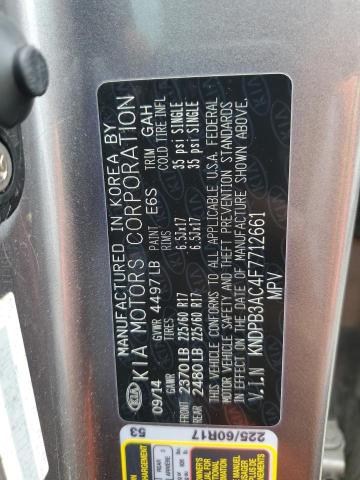 MANUFACTURED IN KOREA BY
KIA KIA MOTORS CORPORATION
09/14 GVWR 4497LB PAINT E6S TRIM GAH
GAWR TIRES RIMS COLD TIRE INFL
FRONT 2370LB 225/60 R17 6.5Jx17 35 psi SINGLE
REAR 2480LB 225/60 R17 6.5Jx17 35 psi SINGLE
THIS VEHICLE CONFORMS TO ALL APPLICABLE U.S.A. FEDERAL
MOTOR VEHICLE SAFETY AND THEFT PREVENTION STANDARDS
IN EFFECT ON THE DATE OF MANUFACTURE SHOWN ABOVE.
V.I.N KNDPB3AC4F7712661
MPV
53
225/60R17